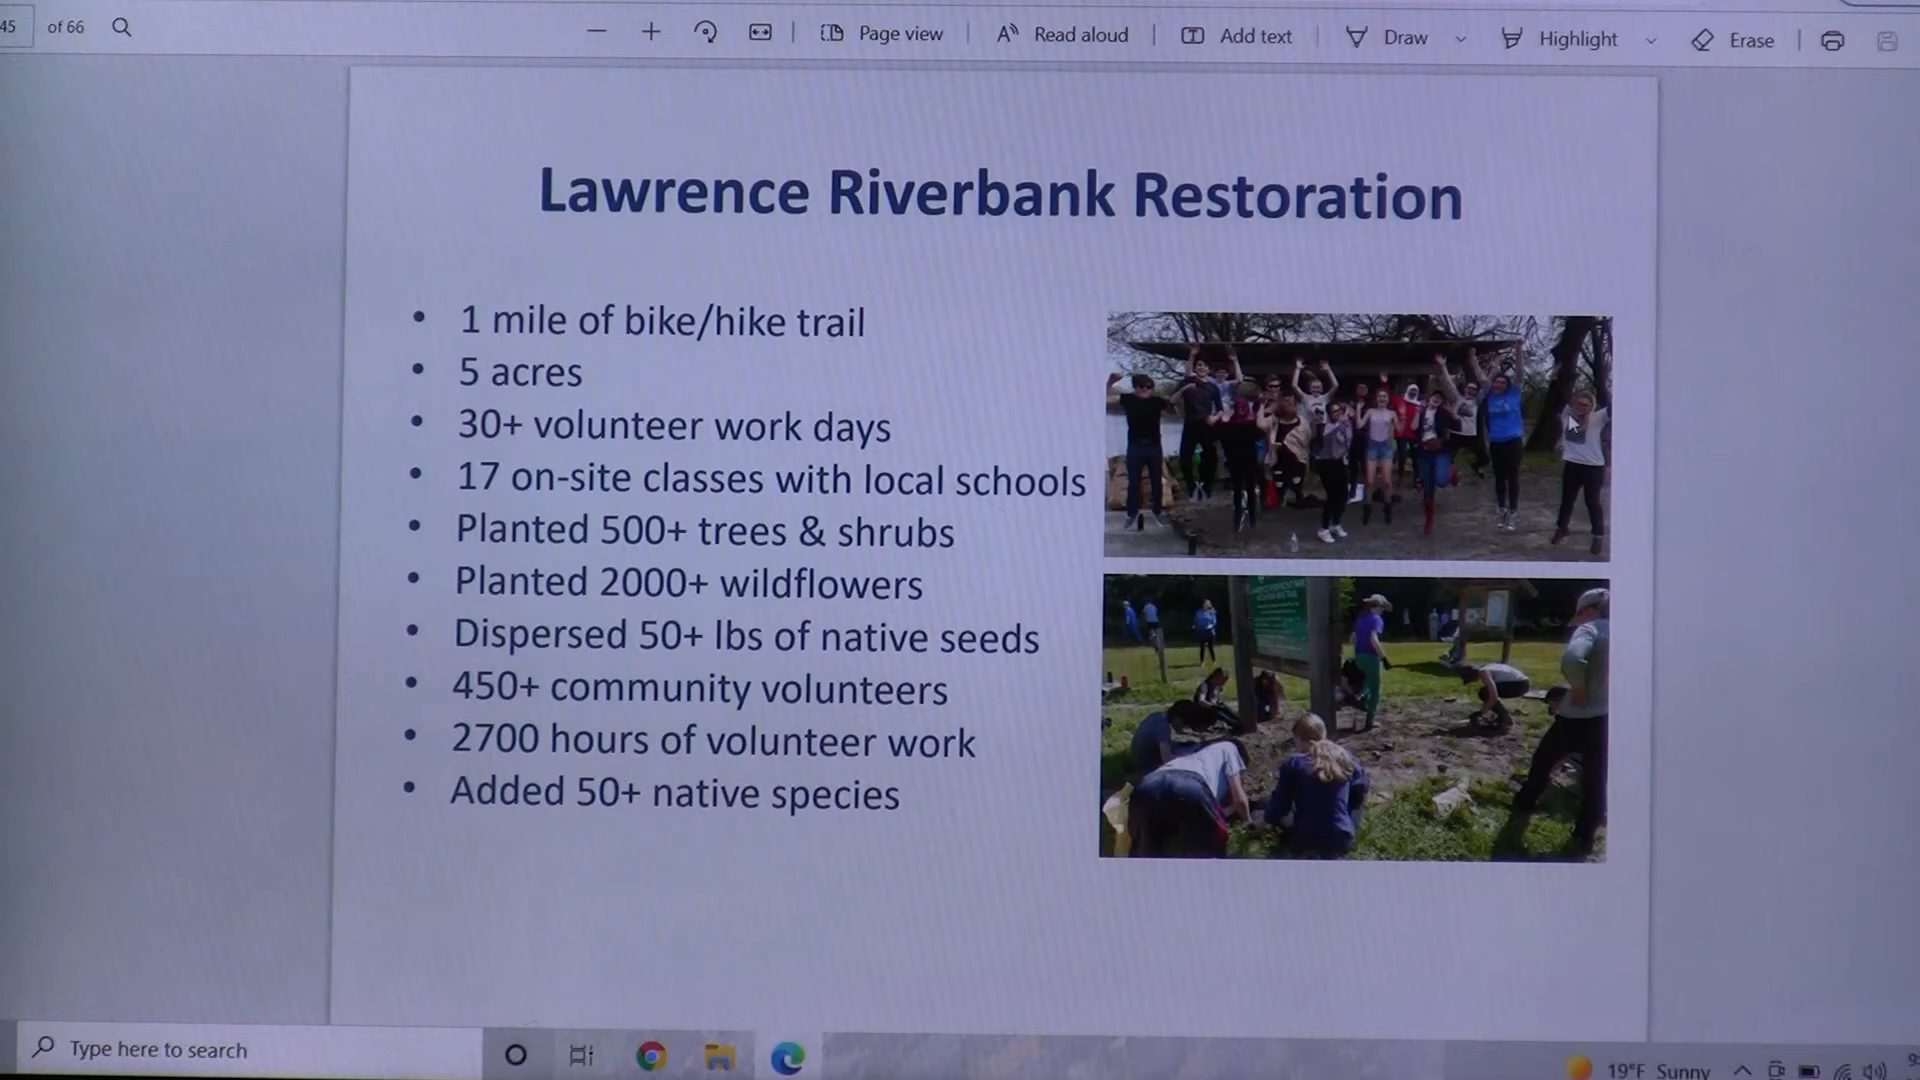 45 of 66 Page view Read aloud Add text Draw Highlight Erase
Lawrence Riverbank Restoration
• 1 mile of bike/hike trail
• 5 acres
• 30+ volunteer work days
• 17 on-site classes with local schools
• Planted 500+ trees & shrubs
• Planted 2000+ wildflowers
• Dispersed 50+ lbs of native seeds
• 450+ community volunteers
• 2700 hours of volunteer work
• Added 50+ native species
Type here to search
19°F Sunny